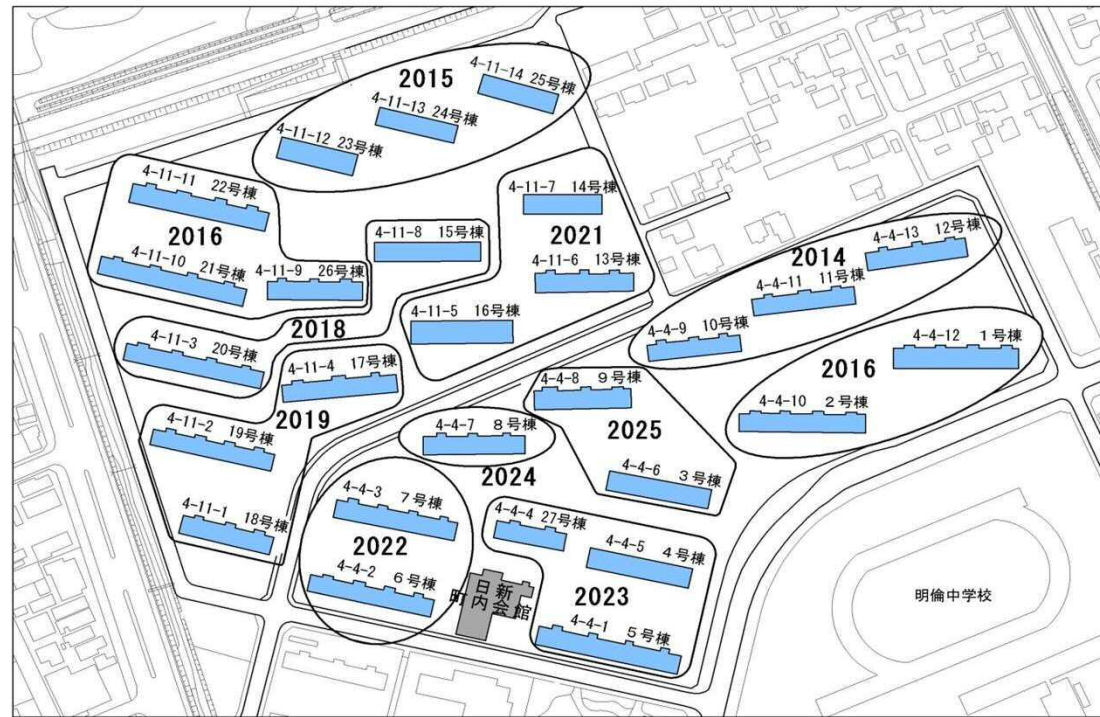 2015
4-11-14 25号棟
4-11-13 24号棟
4-11-12 23号棟
4-11-11 22号棟
2016
4-11-10 21号棟
4-11-9 26号棟
4-11-8 15号棟
4-11-7 14号棟
2021
4-11-6 13号棟
4-11-5 16号棟
2018
4-11-3 20号棟
4-11-4 17号棟
2019
4-11-2 19号棟
4-11-1 18号棟
4-4-13 12号棟
2014
4-4-11 11号棟
4-4-9 10号棟
4-4-12 1号棟
2016
4-4-10 2号棟
4-4-8 9号棟
2025
4-4-6 3号棟
4-4-7 8号棟
2024
4-4-3 7号棟
2022
4-4-2 6号棟
4-4-4 27号棟
4-4-5 4号棟
2023
4-4-1 5号棟
日新
町内会館
明倫中学校